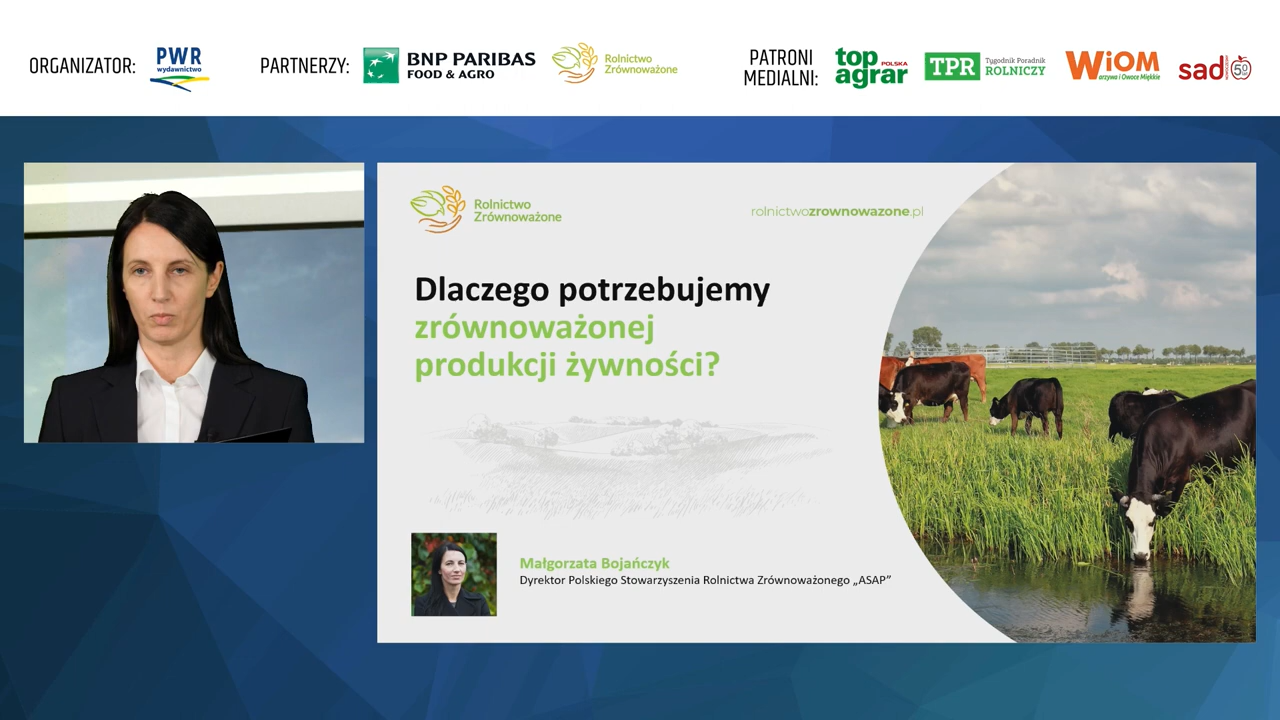 ORGANIZATOR:
PWR
wydawnictwo
PARTNERZY:
BNP PARIBAS
FOOD & AGRO
Rolnictwo
Zrównoważone
PATRONI
MEDIALNI:
top
agrar
POLSKA
TPR
Tygodnik Poradnik
ROLNICZY
WiOM
arzywa i Owoce Miękkie
sad
Rolnictwo
Zrównoważone
rolnictwozrownowazone.pl
Dlaczego potrzebujemy
zrównoważonej
produkcji żywności?
Małgorzata Bojańczyk
Dyrektor Polskiego Stowarzyszenia Rolnictwa Zrównoważonego „ASAP”